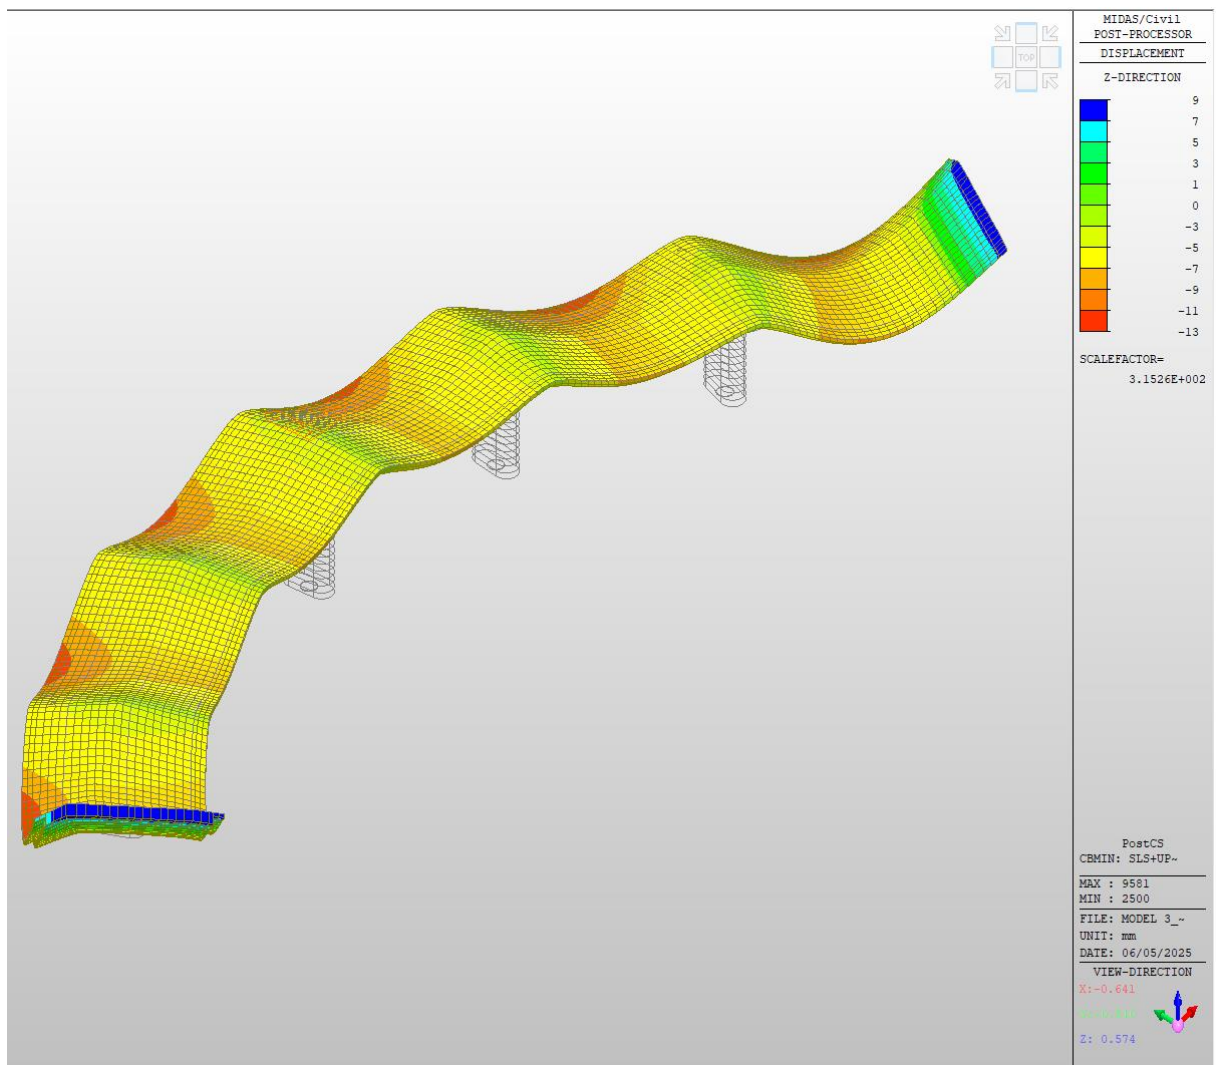 TOP
MIDAS/Civil
POST-PROCESSOR
DISPLACEMENT
Z-DIRECTION
9
7
5
3
1
0
-3
-5
-7
-9
-11
-13
SCALEFACTOR=
3.1526E+002
PostCS
CBMIN: SLS+UP~
MAX : 9581
MIN : 2500
FILE: MODEL 3_~
UNIT: mm
DATE: 06/05/2025
VIEW-DIRECTION
X:-0.641
Z: 0.574